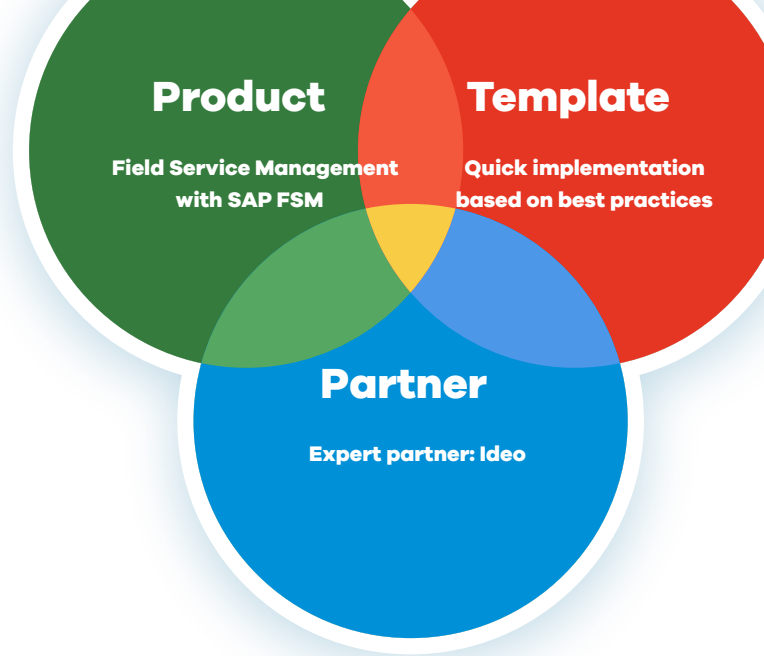 Product
Field Service Management
with SAP FSM
Template
Quick implementation
based on best practices
Partner
Expert partner: Ideo